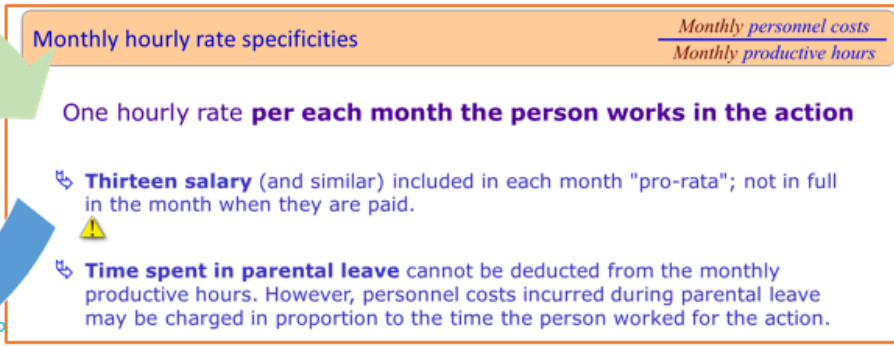 Monthly hourly rate specificities
Monthly personnel costs
Monthly productive hours
One hourly rate per each month the person works in the action
Thirteen salary (and similar) included in each month "pro-rata"; not in full
in the month when they are paid.
Time spent in parental leave cannot be deducted from the monthly
productive hours. However, personnel costs incurred during parental leave
may be charged in proportion to the time the person worked for the action.